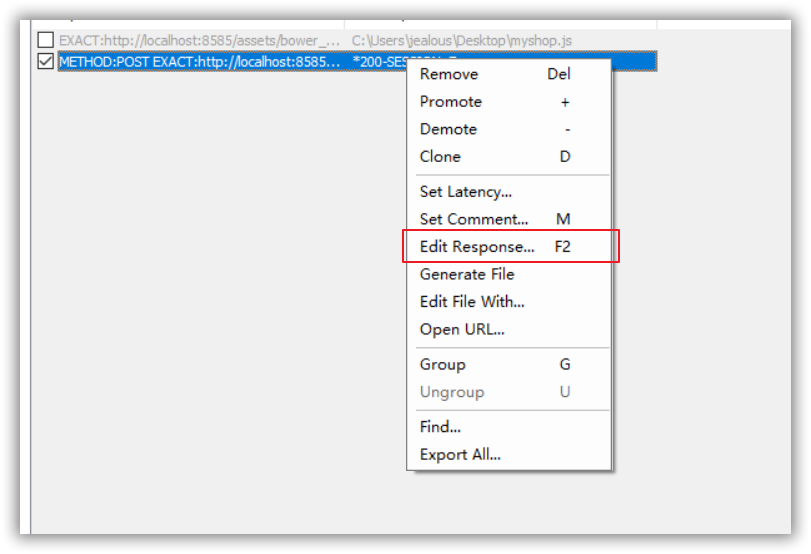 EXACT:http://localhost:8585/assets/bower_... C:\Users\jealous\Desktop\myshop.js
METHOD:POST EXACT:http://localhost:8585... *200-SES
Remove Del
Promote +
Demote -
Clone D
Set Latency...
Set Comment... M
Edit Response... F2
Generate File
Edit File With...
Open URL...
Group G
Ungroup U
Find...
Export All...